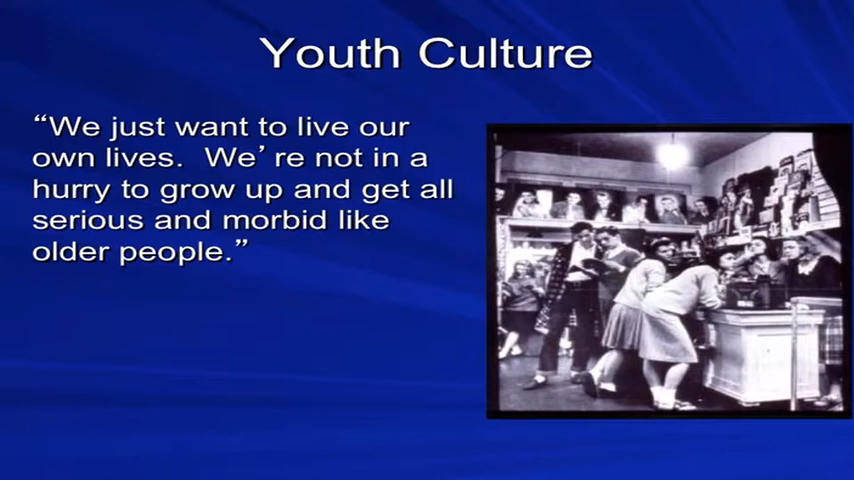 Youth Culture
“We just want to live our
own lives.  We’ re not in a
hurry to grow up and get all
serious and morbid like
older people.”